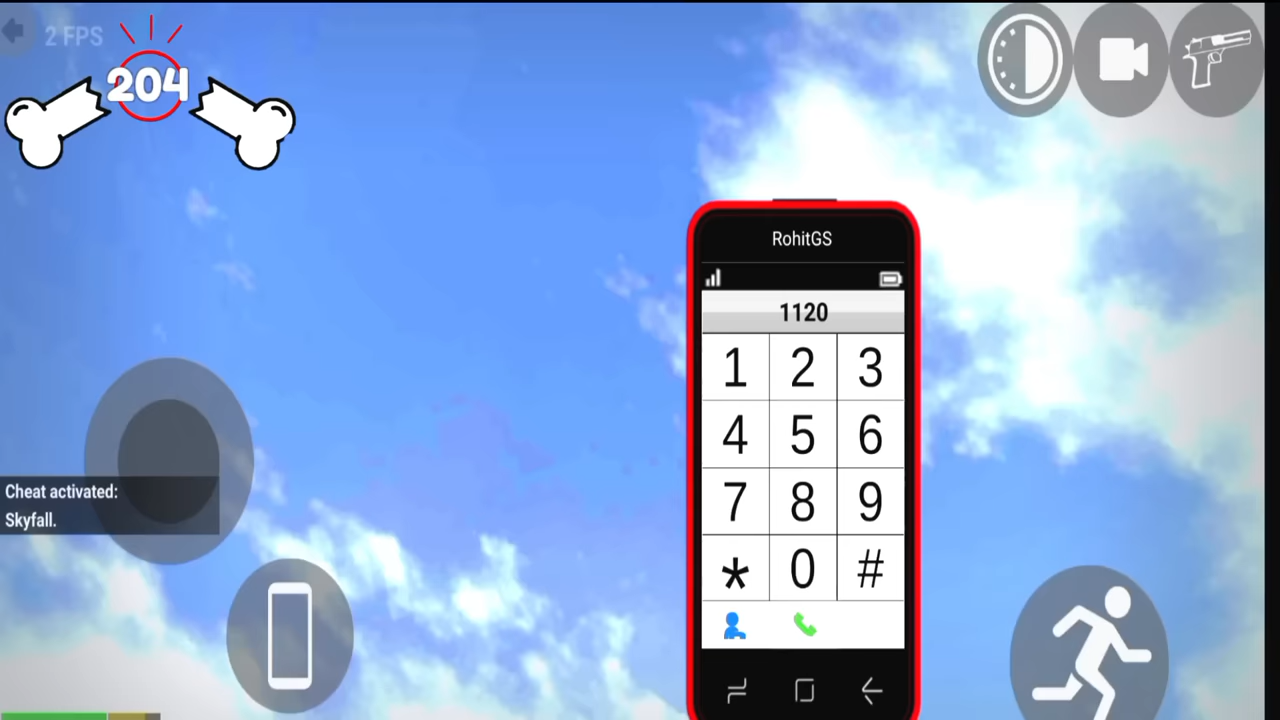 2 FPS
204
RohitGS
1120
1 2 3
4 5 6
7 8 9
* 0 #
Cheat activated:
Skyfall.